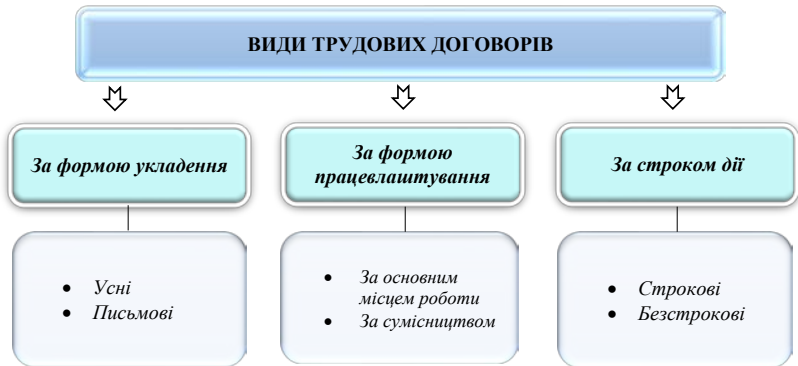 ВИДИ ТРУДОВИХ ДОГОВОРІВ
За формою укладення
За формою
працевлаштування
За строком дії
• Усні
• Письмові
• За основним
місцем роботи
• За сумісництвом
• Строкові
• Безстрокові